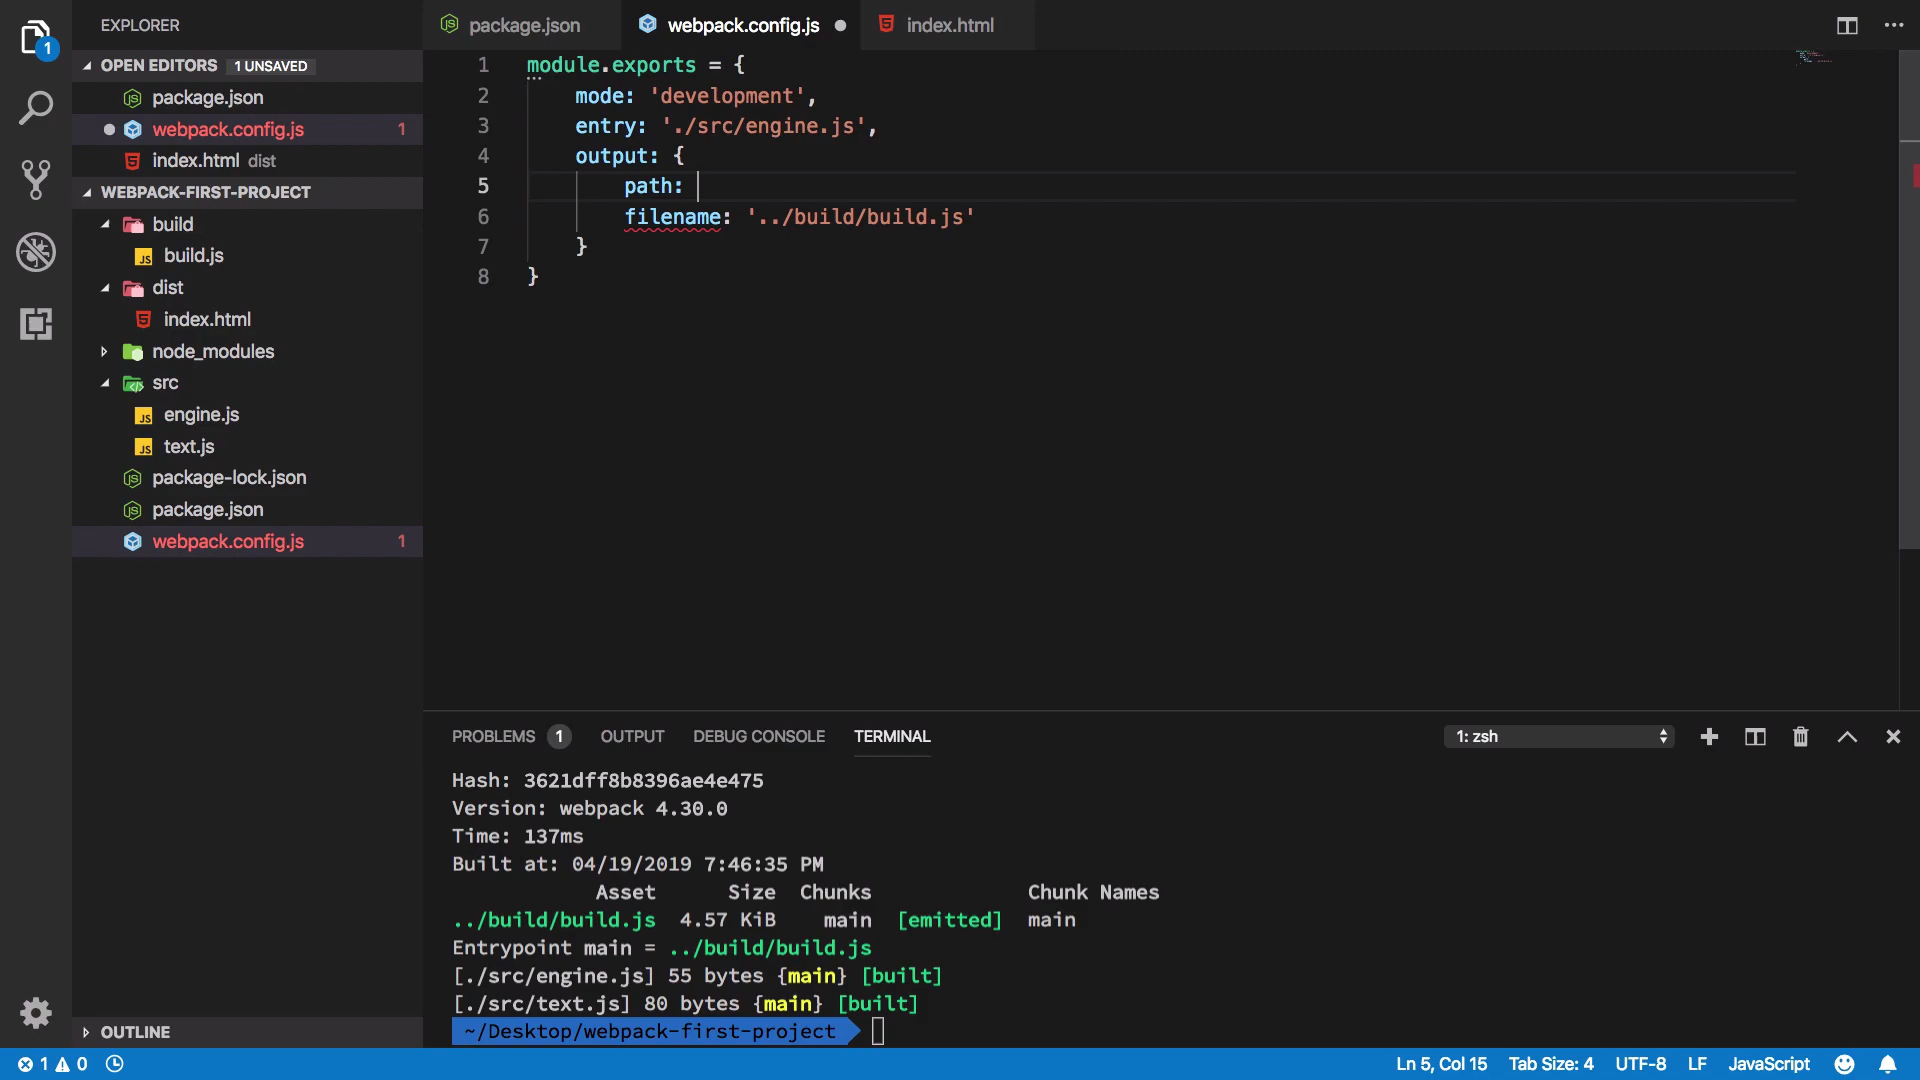 EXPLORER
package.json
webpack.config.js
index.html
1
OPEN EDITORS 1 UNSAVED
package.json
webpack.config.js 1
index.html dist
WEBPACK-FIRST-PROJECT
build
build.js
dist
index.html
node_modules
src
engine.js
text.js
package-lock.json
package.json
webpack.config.js 1
OUTLINE
1 module.exports = {
2 mode: 'development',
3 entry: './src/engine.js',
4 output: {
5 path:
6 filename: '../build/build.js'
7 }
8 }
PROBLEMS 1 OUTPUT DEBUG CONSOLE TERMINAL
1: zsh
Hash: 3621dff8b8396ae4e475
Version: webpack 4.30.0
Time: 137ms
Built at: 04/19/2019 7:46:35 PM
Asset Size Chunks Chunk Names
../build/build.js 4.57 KiB main [emitted] main
Entrypoint main = ../build/build.js
[./src/engine.js] 55 bytes {main} [built]
[./src/text.js] 80 bytes {main} [built]
~/Desktop/webpack-first-project
1 0
Ln 5, Col 15 Tab Size: 4 UTF-8 LF JavaScript